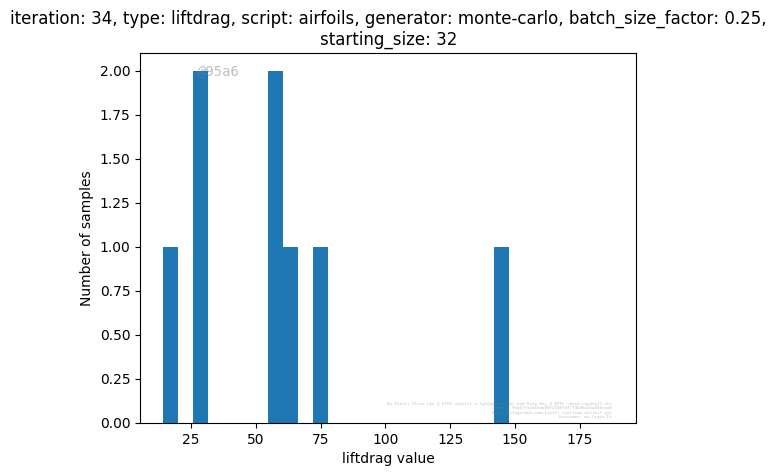 iteration: 34, type: liftdrag, script: airfoils, generator: monte-carlo, batch_size_factor: 0.25,
starting_size: 32
@95a6
2.00
1.75
1.50
1.25
1.00
0.75
0.50
0.25
0.00
Number of samples
25 50 75 100 125 150 175
liftdrag value